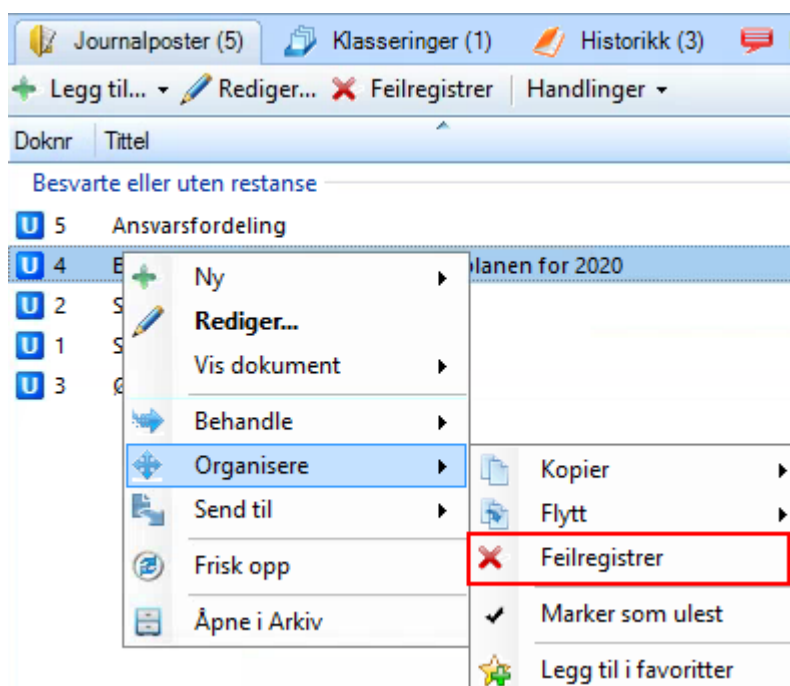 Journalposter (5) Klasseringer (1) Historikk (3)
Legg til... Rediger... Feilregistrer Handlinger
Doknr Tittel
Besvarte eller uten restanse
U 5 Ansvarsfordeling
U 4 planen for 2020
U 2 S
U 1 S
U 3 Ø
Ny
Rediger...
Vis dokument
Behandle
Organisere
Send til
Frisk opp
Åpne i Arkiv
Kopier
Flytt
Feilregistrer
Marker som ulest
Legg til i favoritter